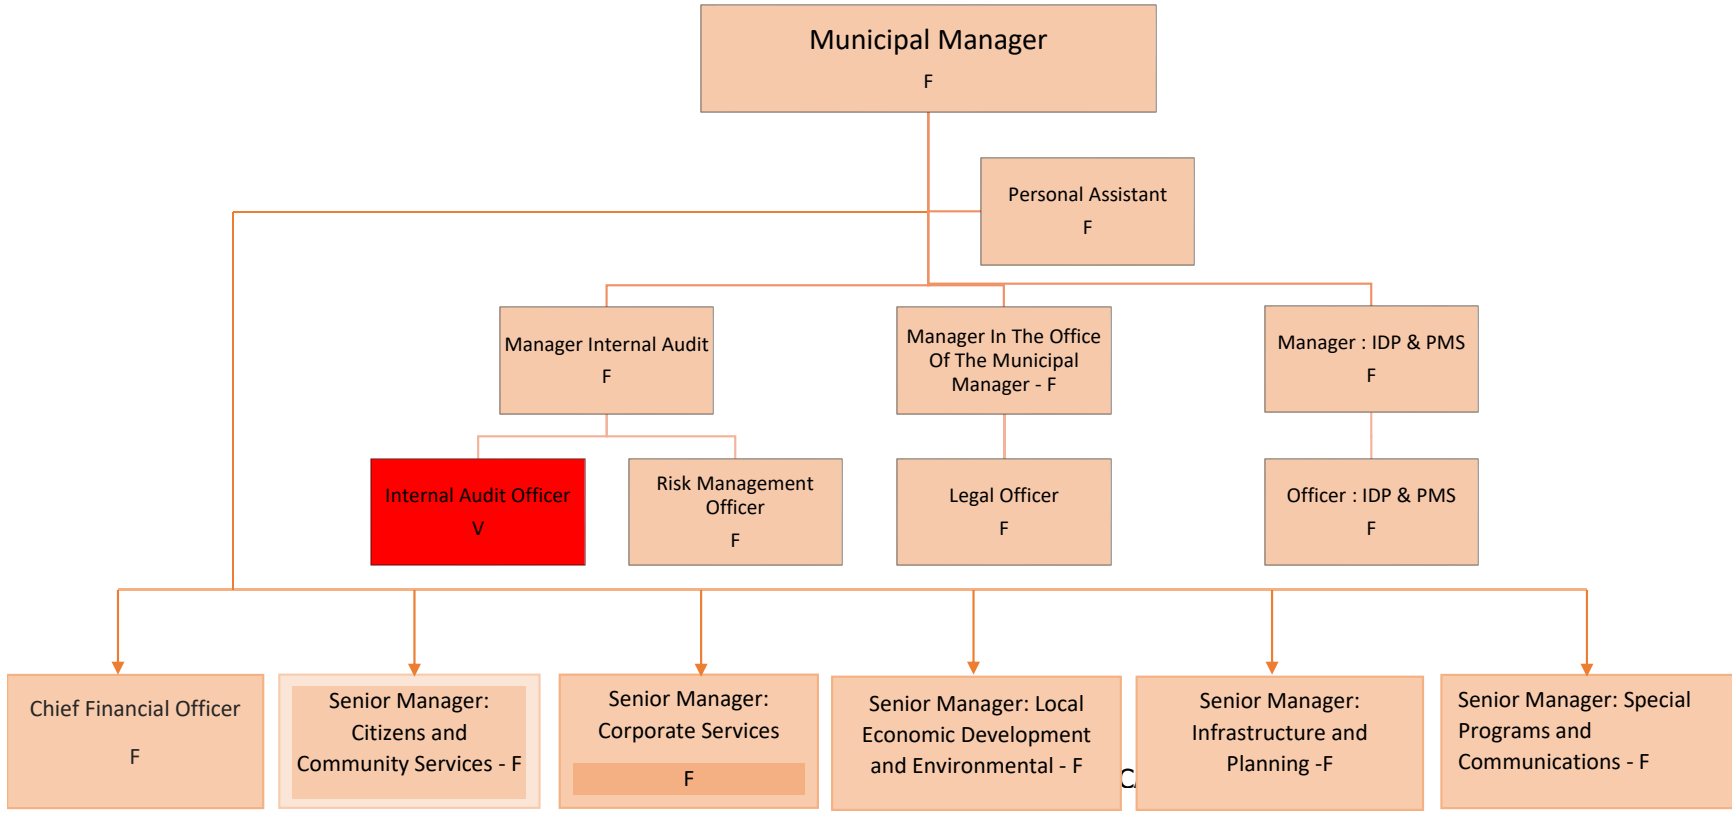 Municipal Manager
F
Personal Assistant
F
Manager Internal Audit
F
Manager In The Office
Of The Municipal
Manager - F
Manager : IDP & PMS
F
Internal Audit Officer
V
Risk Management
Officer
F
Legal Officer
F
Officer : IDP & PMS
F
Chief Financial Officer
F
Senior Manager:
Citizens and
Community Services - F
Senior Manager:
Corporate Services
F
Senior Manager: Local
Economic Development
and Environmental - F
Senior Manager:
Infrastructure and
Planning -F
Senior Manager: Special
Programs and
Communications - F